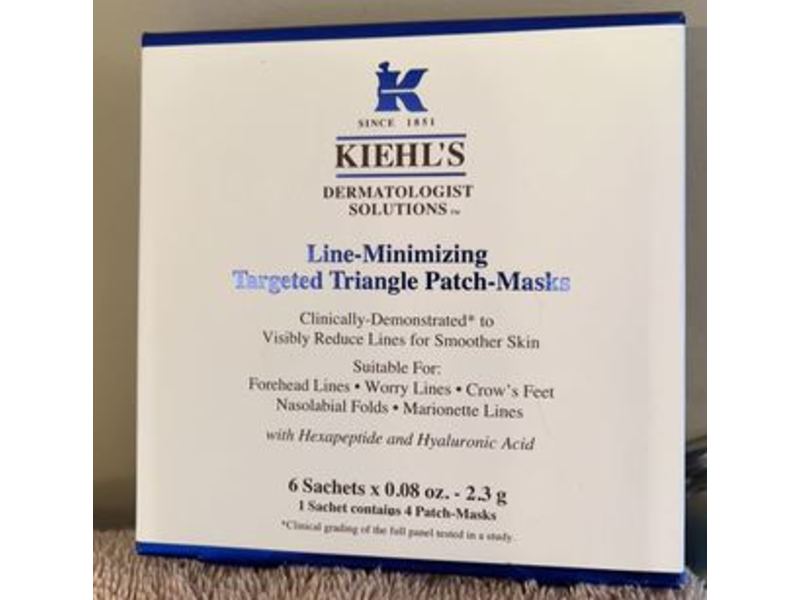 K
SINCE 1851
KIEHL'S
DERMATOLOGIST
SOLUTIONS™
Line-Minimizing
Targeted Triangle Patch-Masks
Clinically-Demonstrated* to
Visibly Reduce Lines for Smoother Skin
Suitable For:
Forehead Lines • Worry Lines • Crow's Feet
Nasolabial Folds • Marionette Lines
with Hexapeptide and Hyaluronic Acid
6 Sachets x 0.08 oz. - 2.3 g
1 Sachet contains 4 Patch-Masks
*Clinical grading of the full panel tested in a study.